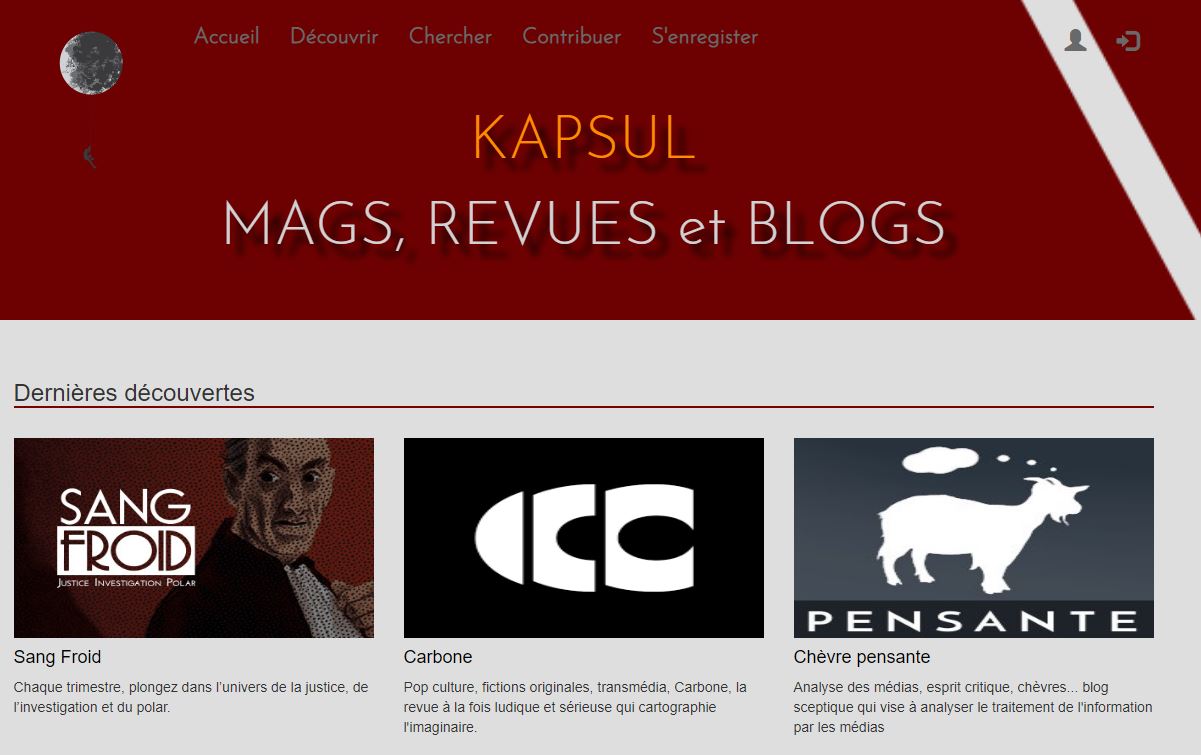 Accueil Découvrir Chercher Contribuer S'enregister
KAPSUL
MAGS, REVUES et BLOGS
Dernières découvertes
SANG
FROID
JUSTICE INVESTIGATION POLAR
PENSANTE
Sang Froid
Carbone
Chèvre pensante
Chaque trimestre, plongez dans l’univers de la justice, de
l’investigation et du polar.
Pop culture, fictions originales, transmédia, Carbone, la
revue à la fois ludique et sérieuse qui cartographie
l'imaginaire.
Analyse des médias, esprit critique, chèvres... blog
sceptique qui vise à analyser le traitement de l'information
par les médias